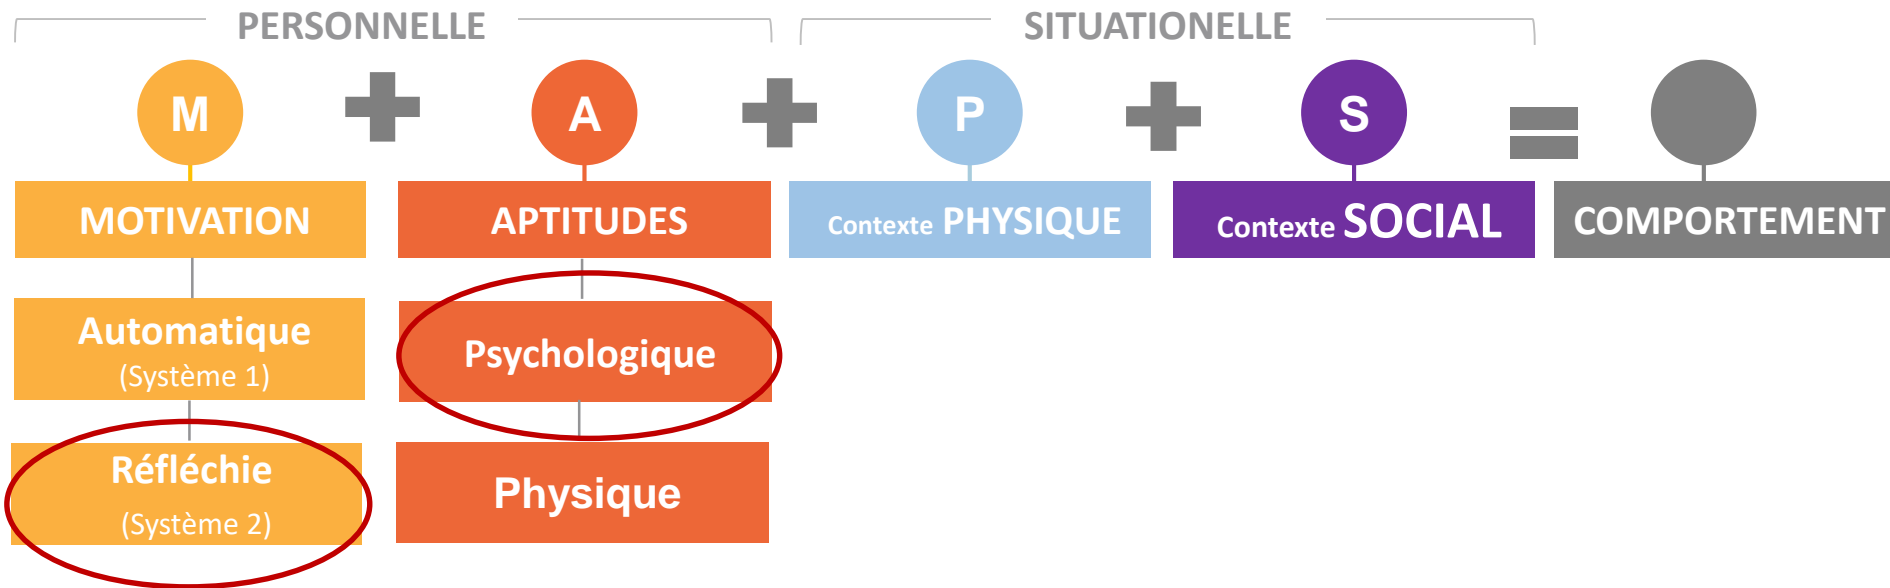 PERSONNELLE
SITUATIONELLE
M
A
P
S
MOTIVATION
APTITUDES
Contexte PHYSIQUE
Contexte SOCIAL
COMPORTEMENT
Automatique
(Système 1)
Psychologique
Réfléchie
(Système 2)
Physique